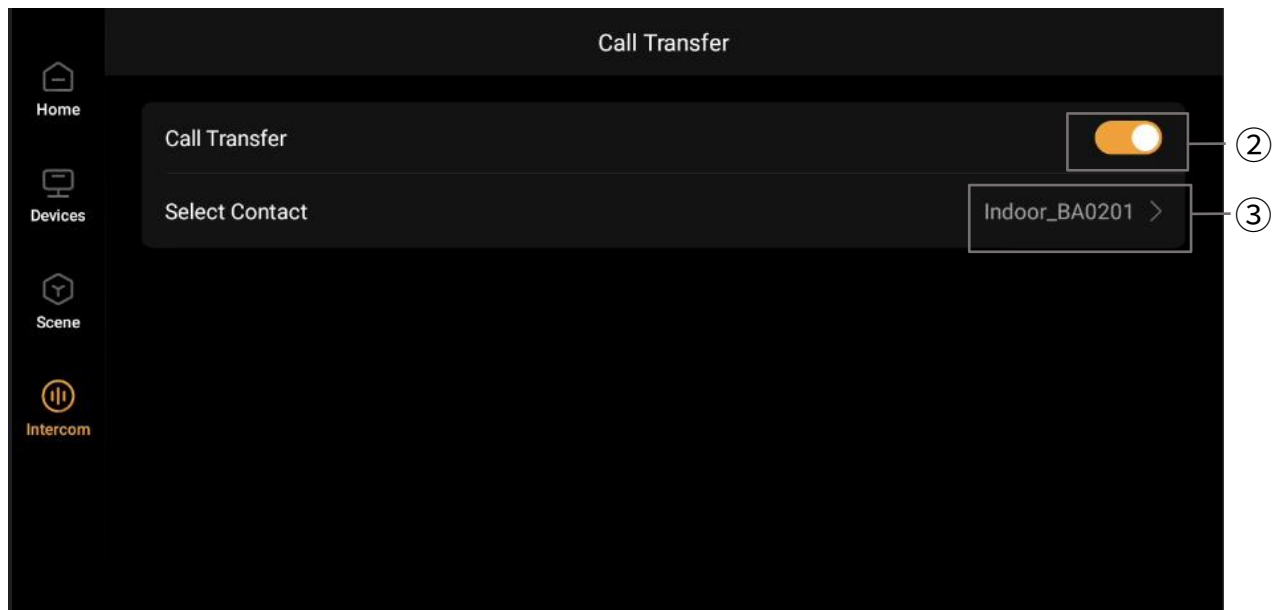 Call Transfer
Home
Call Transfer
②
Devices
Select Contact
Indoor_BA0201 >
③
Scene
Intercom